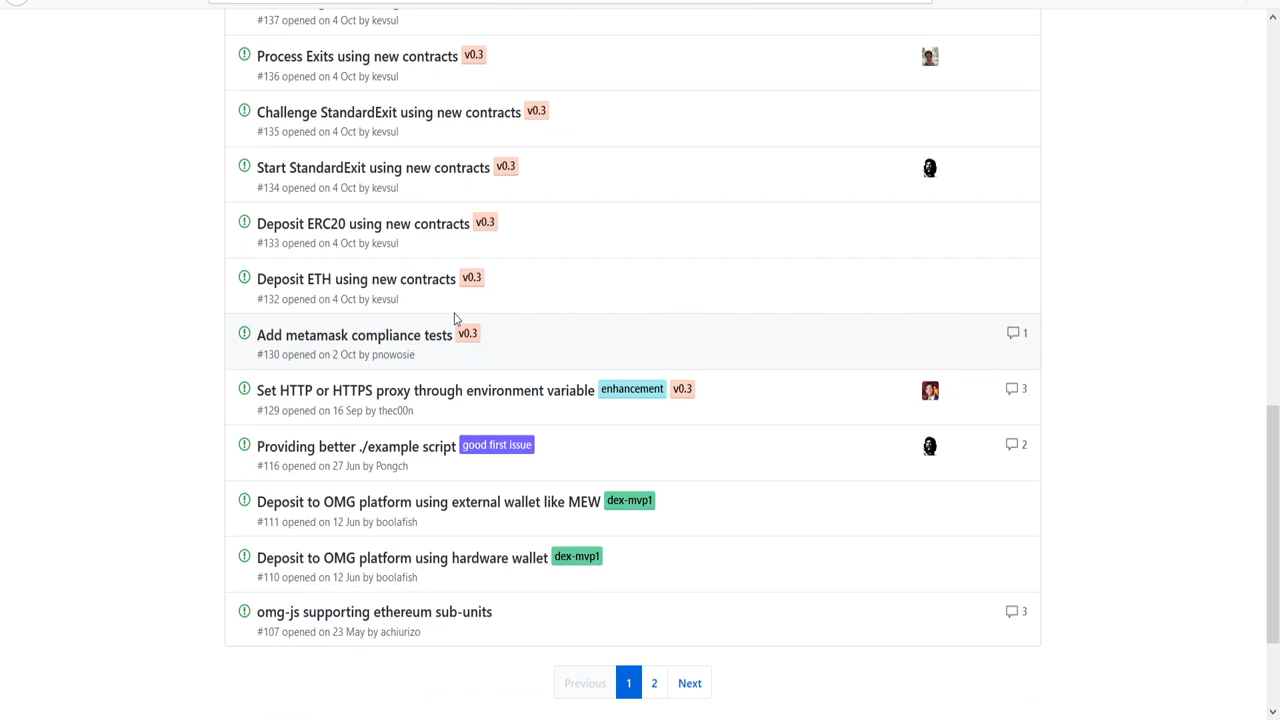 #137 opened on 4 Oct by kevsul
Process Exits using new contracts v0.3
#136 opened on 4 Oct by kevsul
Challenge StandardExit using new contracts v0.3
#135 opened on 4 Oct by kevsul
Start StandardExit using new contracts v0.3
#134 opened on 4 Oct by kevsul
Deposit ERC20 using new contracts v0.3
#133 opened on 4 Oct by kevsul
Deposit ETH using new contracts v0.3
#132 opened on 4 Oct by kevsul
Add metamask compliance tests v0.3 1
#130 opened on 2 Oct by pnowosie
Set HTTP or HTTPS proxy through environment variable enhancement v0.3 3
#129 opened on 16 Sep by thec00n
Providing better ./example script good first issue 2
#116 opened on 27 Jun by Pongch
Deposit to OMG platform using external wallet like MEW dex-mvp1
#111 opened on 12 Jun by boolafish
Deposit to OMG platform using hardware wallet dex-mvp1
#110 opened on 12 Jun by boolafish
omg-js supporting ethereum sub-units 3
#107 opened on 23 May by achiurizo
Previous 1 2 Next